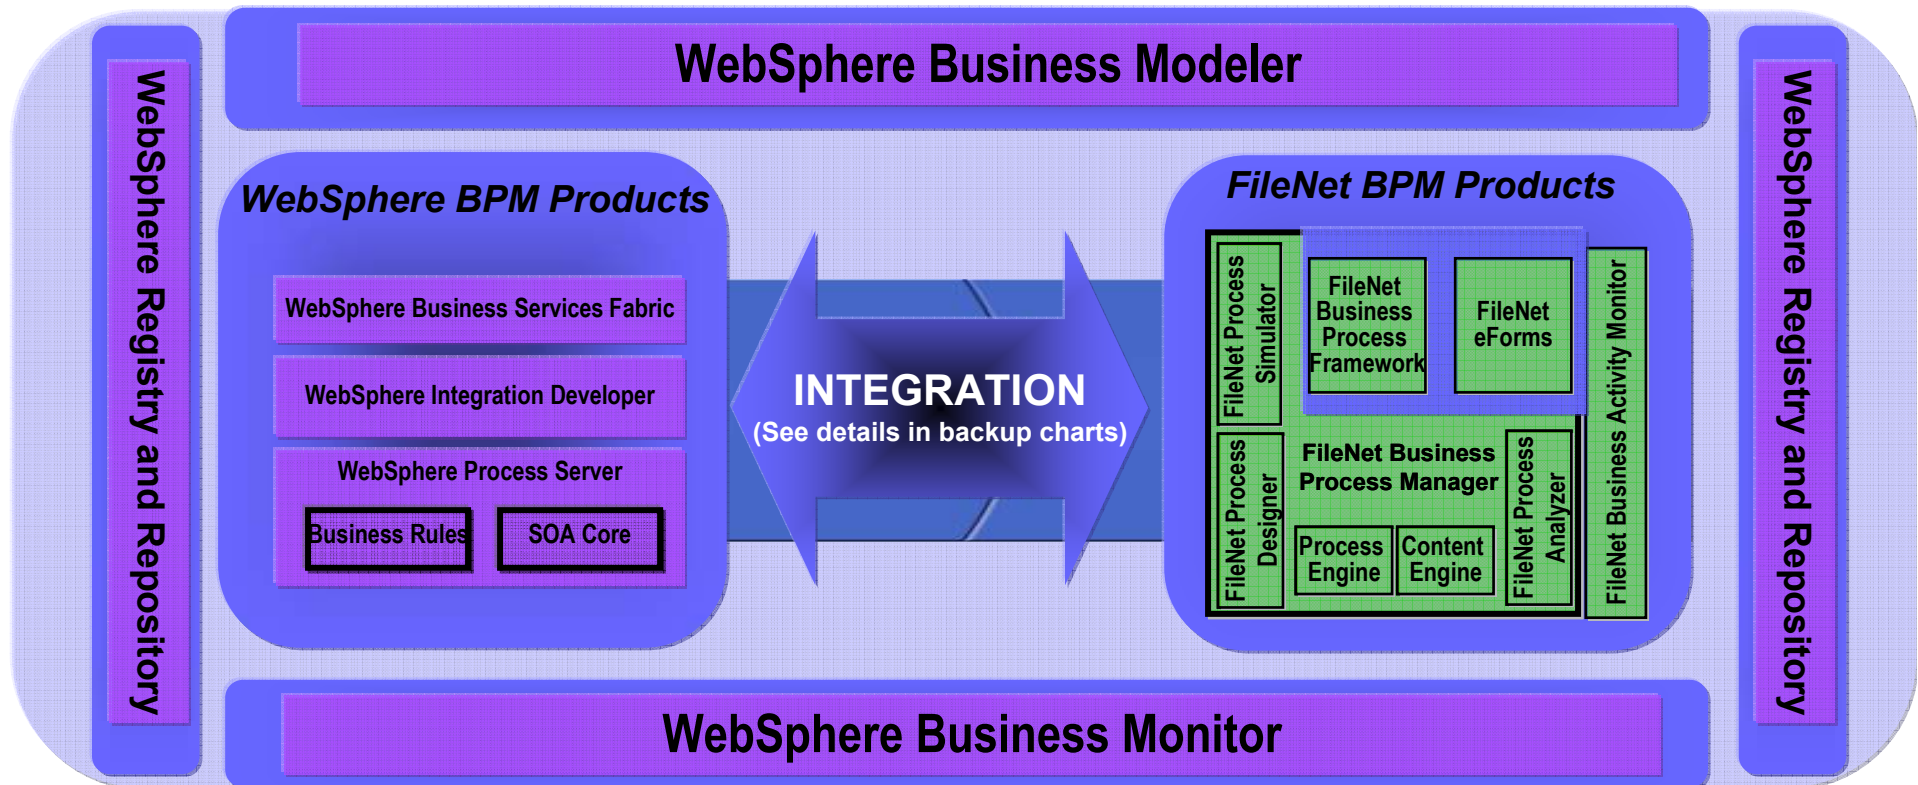 WebSphere Business Modeler
WebSphere Registry and Repository
WebSphere BPM Products
WebSphere Business Services Fabric
WebSphere Integration Developer
WebSphere Process Server
Business Rules
SOA Core
INTEGRATION
(See details in backup charts)
FileNet BPM Products
FileNet Process
Simulator
FileNet
Business
Process
Framework
FileNet
eForms
FileNet Business Activity Monitor
FileNet Process
Designer
FileNet Business
Process Manager
Process
Engine
Content
Engine
FileNet Process
Analyzer
WebSphere Registry and Repository
WebSphere Business Monitor